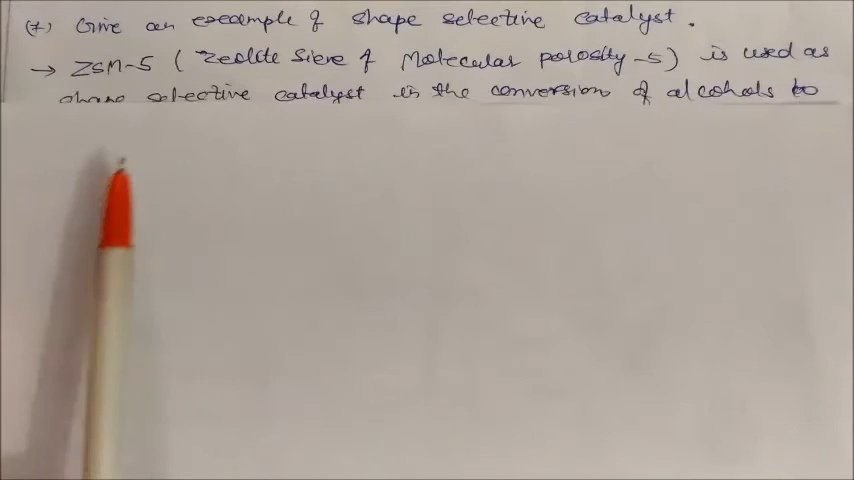 (7) Give an example of shape selective catalyst.
→ ZSM-5 (Zeolite Sieve of Molecular porosity-5) is used as
shape selective catalyst in the conversion of alcohols to